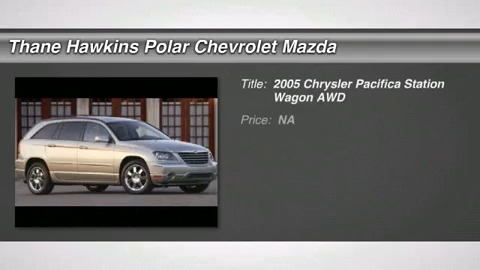 Thane Hawkins Polar Chevrolet Mazda
Title: 2005 Chrysler Pacifica Station
Wagon AWD
Price: NA